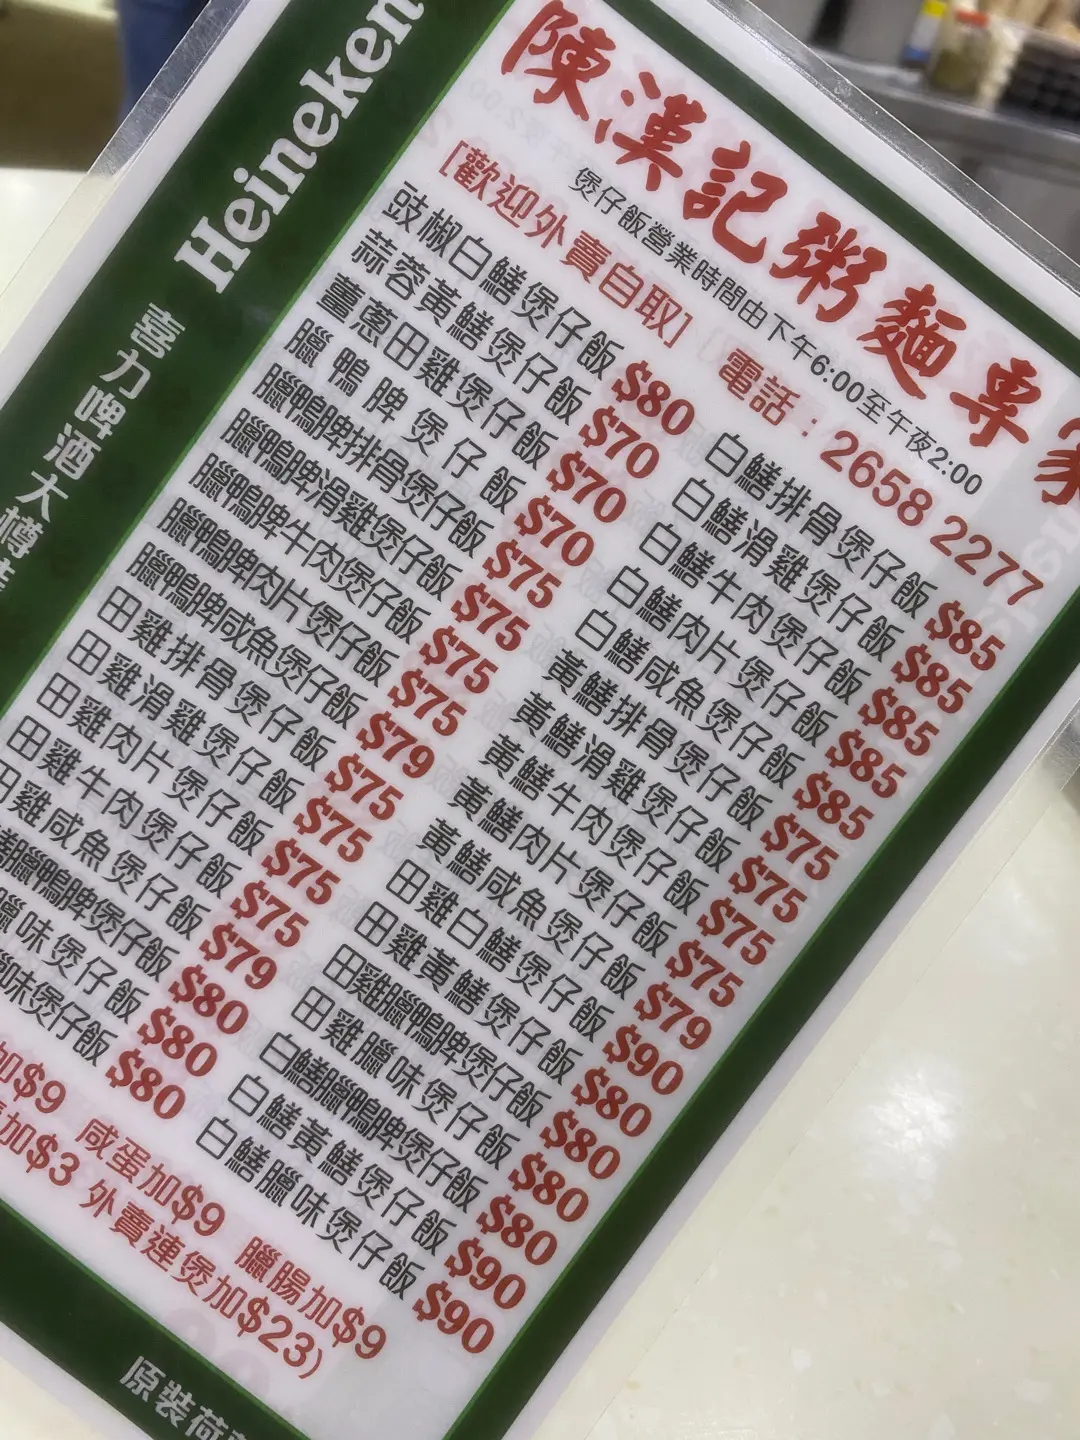 Heineken
喜力啤酒大樽
陳漢記粥麵專家
煲仔飯營業時間由下午6:00至午夜2:00
[歡迎外賣自取] 電話：2658 2277
豉椒白鱔煲仔飯 $80
蒜蓉黃鱔煲仔飯 $70
薑蔥田雞煲仔飯 $70
臘鴨脾煲仔飯 $70
臘鴨脾排骨煲仔飯 $75
臘鴨脾滑雞煲仔飯 $75
臘鴨脾牛肉煲仔飯 $75
臘鴨脾肉片煲仔飯 $75
臘鴨脾咸魚煲仔飯 $79
田雞排骨煲仔飯 $75
田雞滑雞煲仔飯 $75
田雞肉片煲仔飯 $75
田雞牛肉煲仔飯 $75
田雞咸魚煲仔飯 $79
鱔臘鴨脾煲仔飯 $80
臘味煲仔飯 $80
味煲仔飯 $80
白鱔排骨煲仔飯 $85
白鱔滑雞煲仔飯 $85
白鱔牛肉煲仔飯 $85
白鱔肉片煲仔飯 $85
白鱔咸魚煲仔飯 $85
黃鱔排骨煲仔飯 $75
黃鱔滑雞煲仔飯 $75
黃鱔牛肉煲仔飯 $75
黃鱔肉片煲仔飯 $75
黃鱔咸魚煲仔飯 $79
田雞白鱔煲仔飯 $90
田雞黃鱔煲仔飯 $80
田雞臘鴨脾煲仔飯 $80
田雞臘味煲仔飯 $80
白鱔臘鴨脾煲仔飯 $80
白鱔黃鱔煲仔飯 $90
白鱔臘味煲仔飯 $90
加$9 咸蛋加$9 臘腸加$9
加$3 外賣連煲加$23)
原裝荷